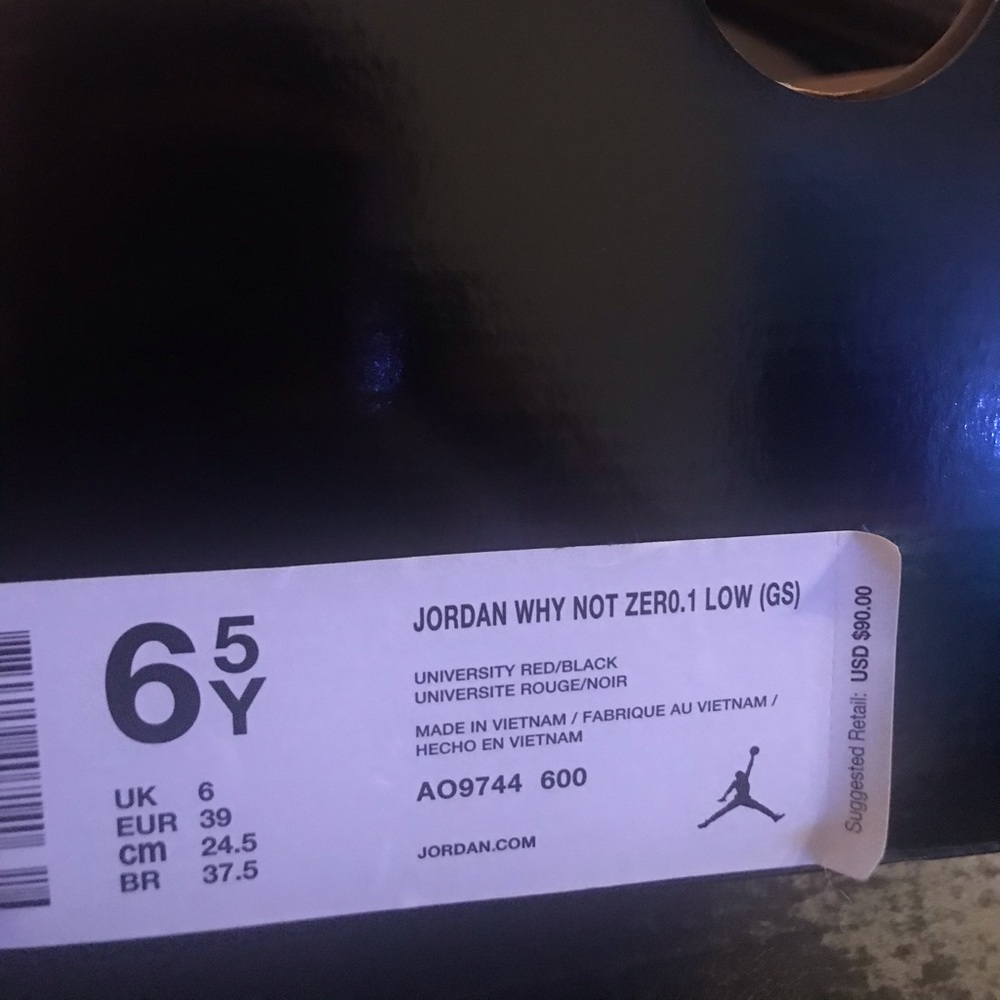 6 5
Y
UK 6
EUR 39
cm 24.5
BR 37.5
JORDAN WHY NOT ZER0.1 LOW (GS)
UNIVERSITY RED/BLACK
UNIVERSITE ROUGE/NOIR
MADE IN VIETNAM / FABRIQUE AU VIETNAM /
HECHO EN VIETNAM
AO9744 600
JORDAN.COM
Suggested Retail: USD $90.00